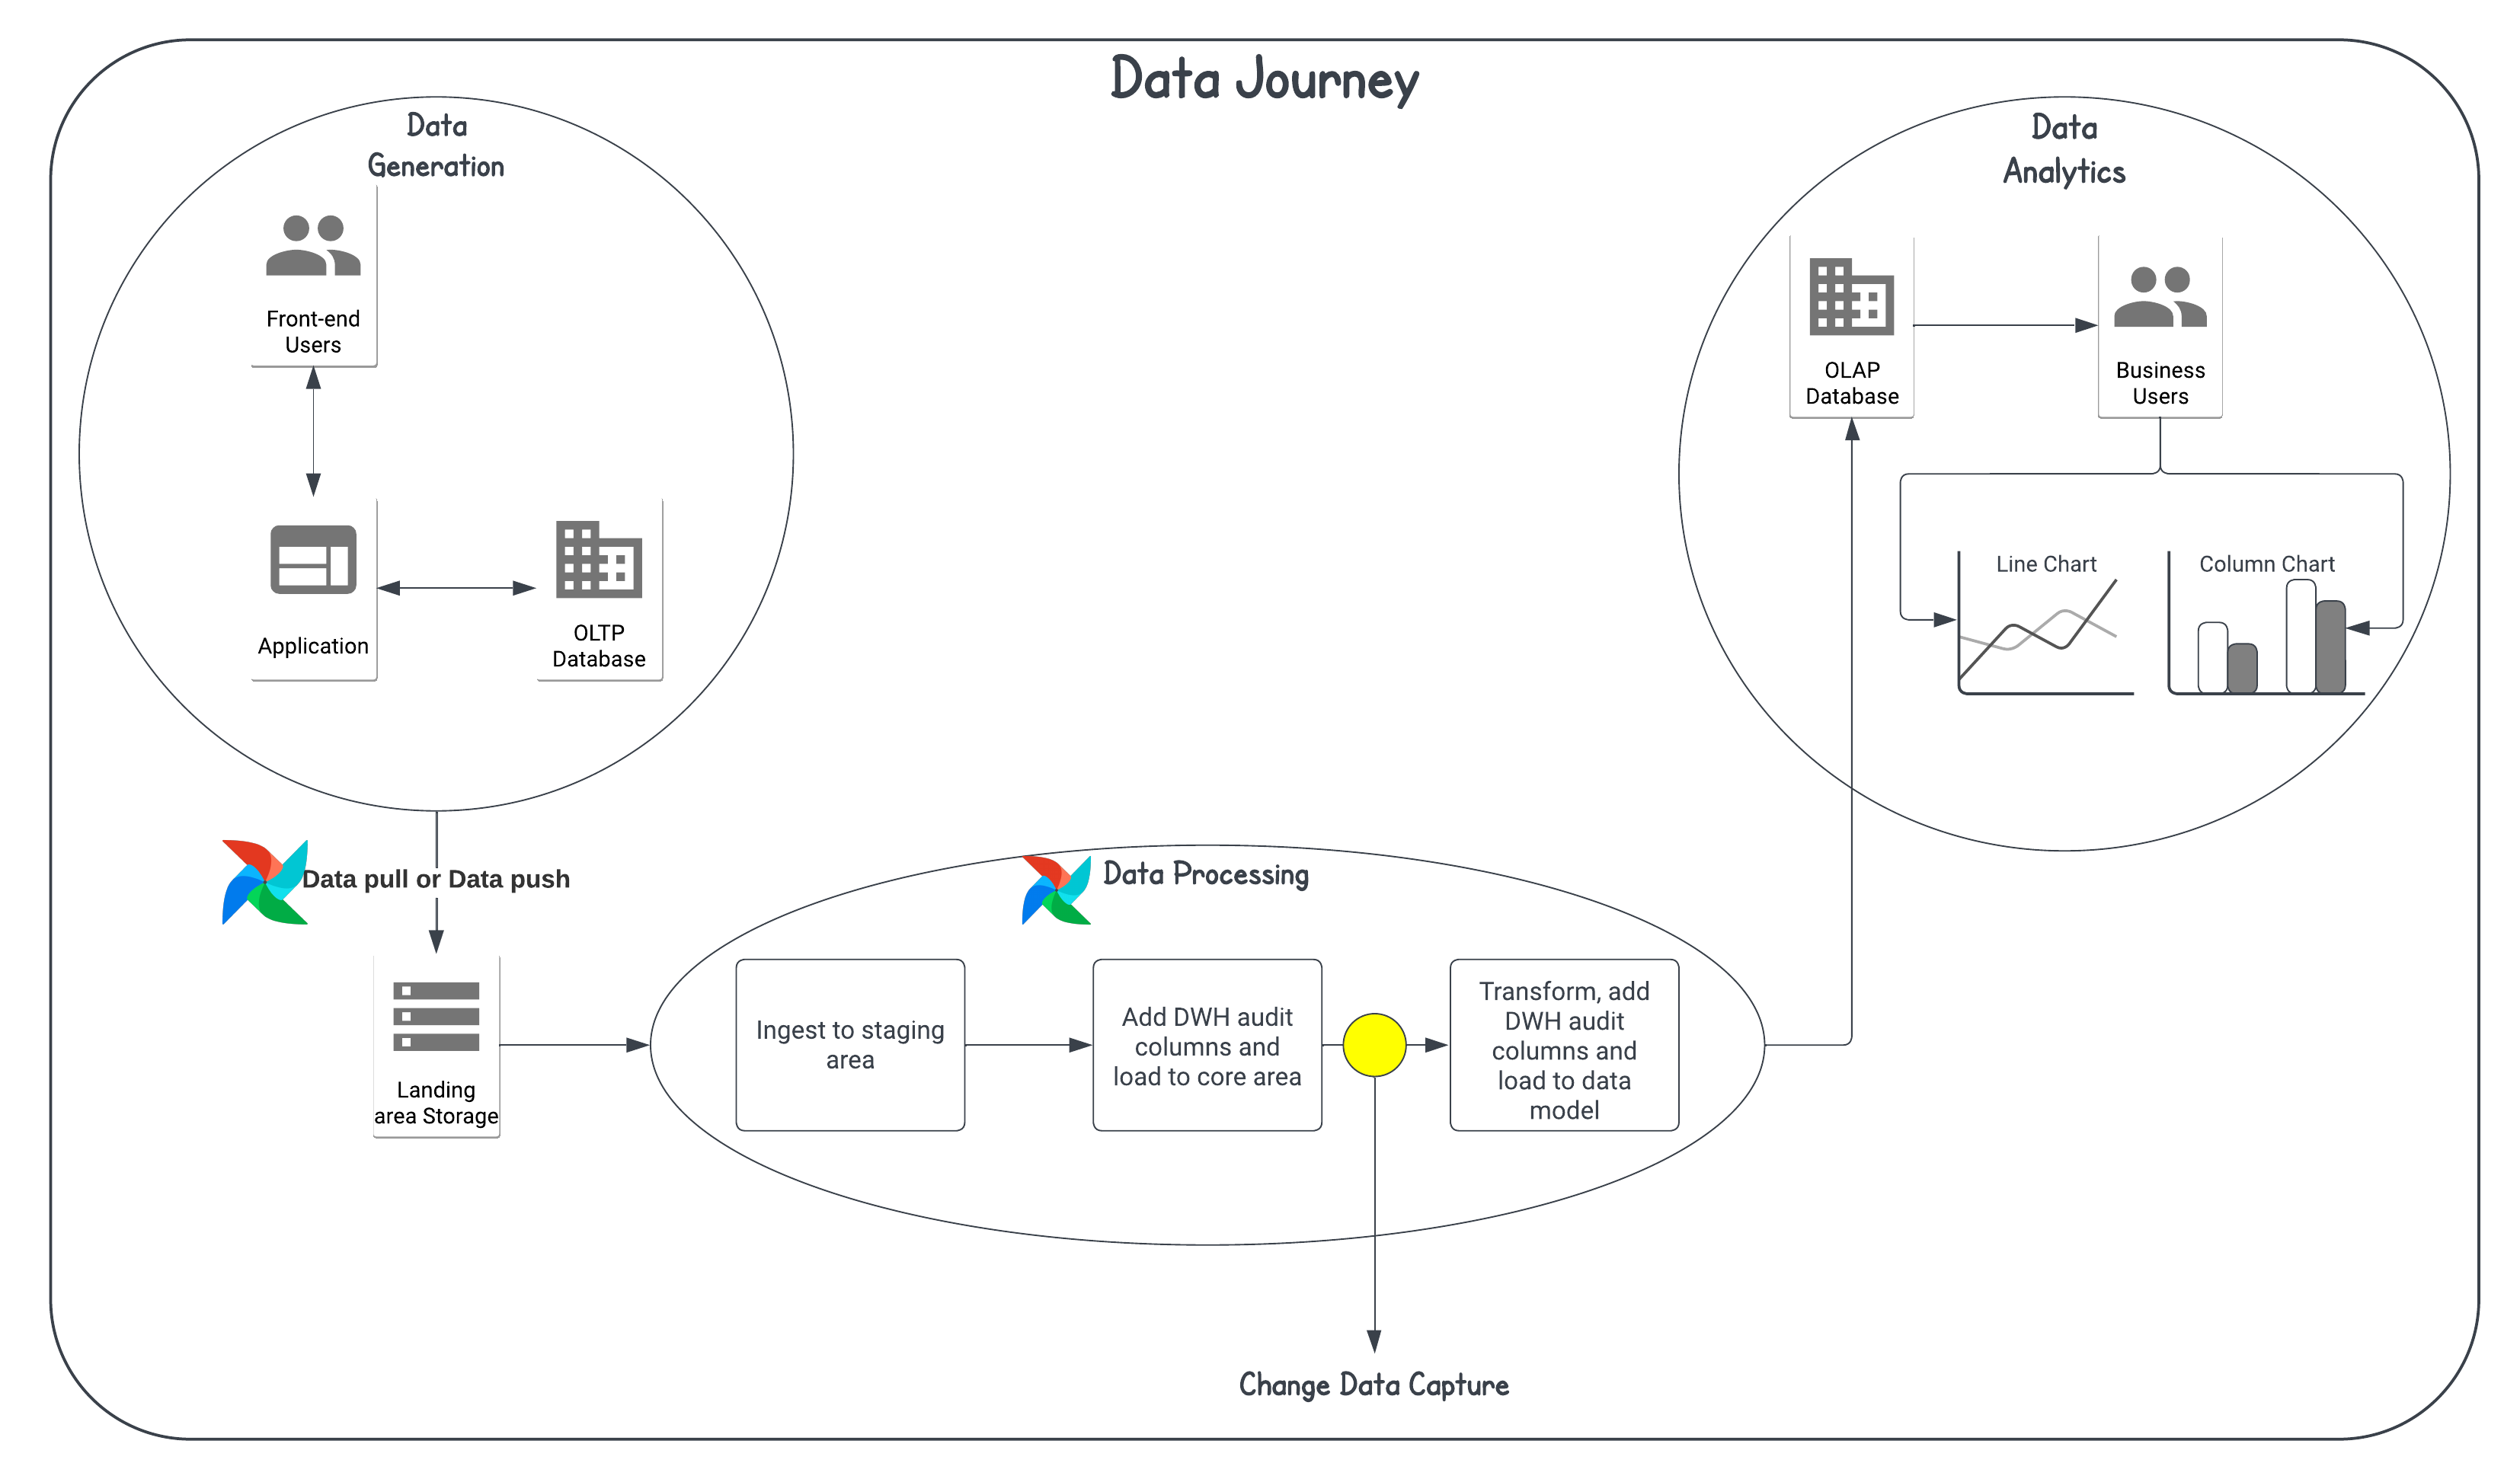 Data Journey
Data
Generation
Front-end
Users
Application
OLTP
Database
Data
Analytics
OLAP
Database
Business
Users
Line Chart
Column Chart
Data pull or Data push
Landing
area Storage
Data Processing
Ingest to staging
area
Add DWH audit
columns and
load to core area
Transform, add
DWH audit
columns and
load to data
model
Change Data Capture